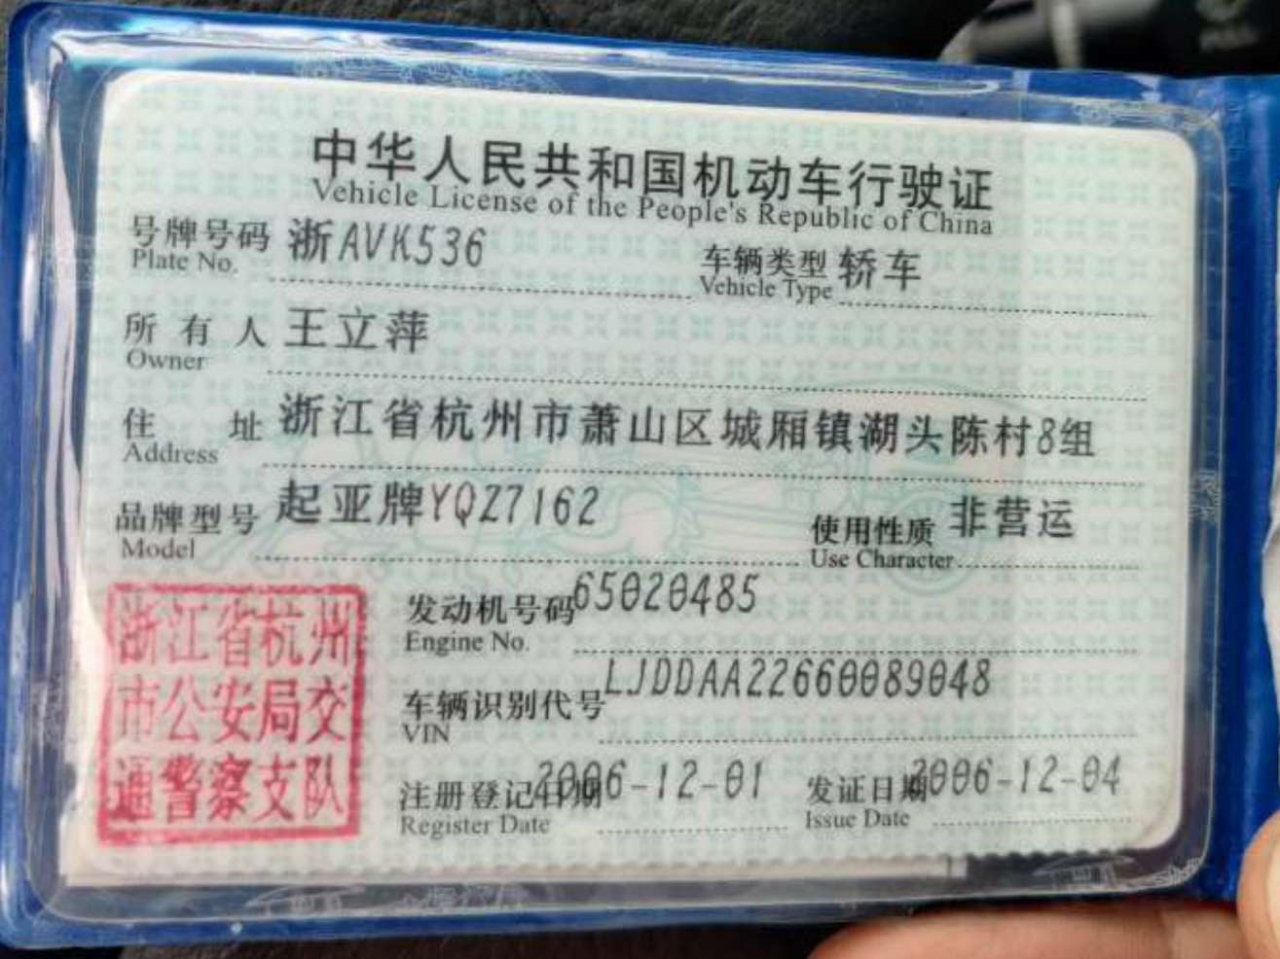 中华人民共和国机动车行驶证
Vehicle License of the People's Republic of China
号牌号码 浙AVK536 车辆类型 轿车
Plate No. Vehicle Type
所有人 王立萍
Owner
住址 浙江省杭州市萧山区城厢镇湖头陈村8组
Address
品牌型号 起亚牌YQZ7162 使用性质 非营运
Model Use Character
浙江省杭州
市公安局交
通警察支队
发动机号码 65020485
Engine No.
车辆识别代号 LJDDAA22660089048
VIN
注册登记日期 2006-12-01 发证日期 2006-12-04
Register Date Issue Date